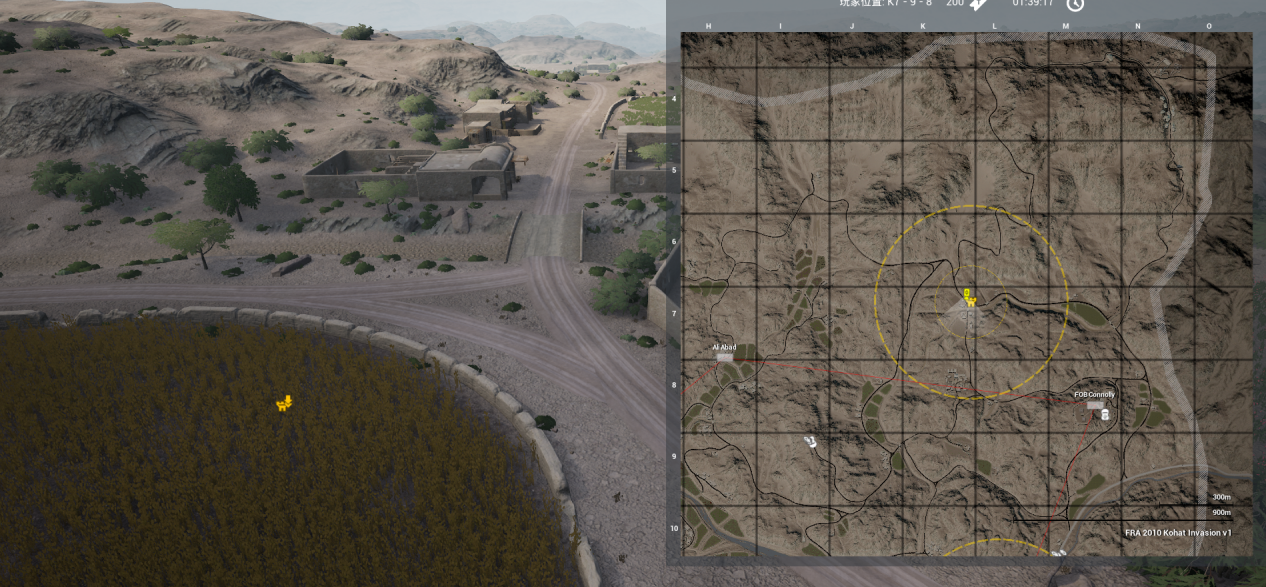 玩家位置: K7 - 9 - 8 200 01:39:17
H I J K L M N O
4
5
6
7
Al Abad
8
FOB Connolly
9
300m
900m
10
FRA 2010 Kohat Invasion v1